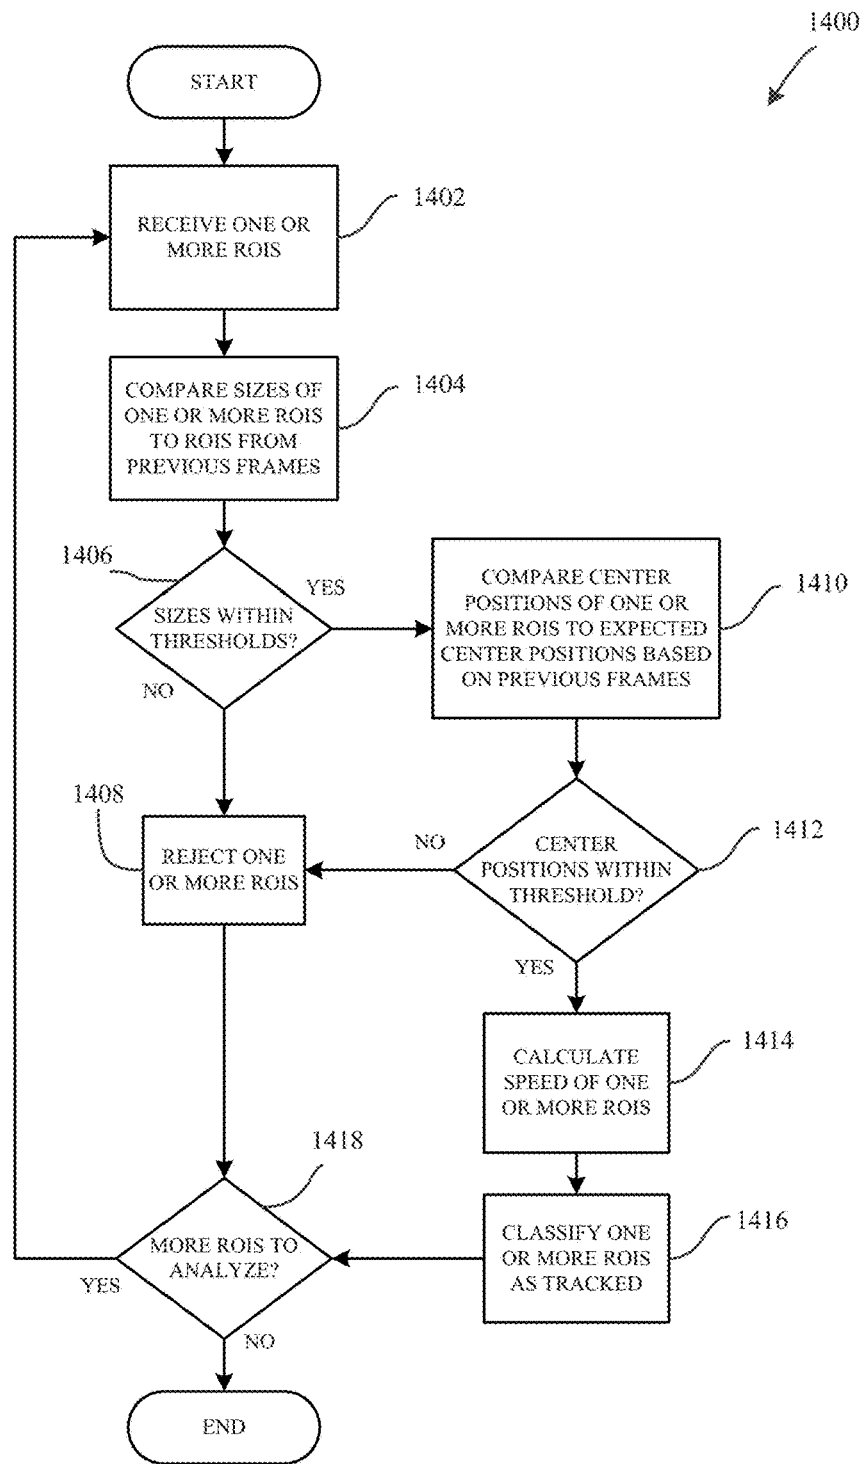 1400
START
1402
RECEIVE ONE OR
MORE ROIS
1404
COMPARE SIZES OF
ONE OR MORE ROIS
TO ROIS FROM
PREVIOUS FRAMES
1406
SIZES WITHIN
THRESHOLDS?
YES
NO
1410
COMPARE CENTER
POSITIONS OF ONE OR
MORE ROIS TO EXPECTED
CENTER POSITIONS BASED
ON PREVIOUS FRAMES
1408
REJECT ONE
OR MORE ROIS
1412
CENTER
POSITIONS WITHIN
THRESHOLD?
NO
YES
1414
CALCULATE
SPEED OF ONE
OR MORE ROIS
1416
CLASSIFY ONE
OR MORE ROIS
AS TRACKED
1418
MORE ROIS TO
ANALYZE?
YES
NO
END